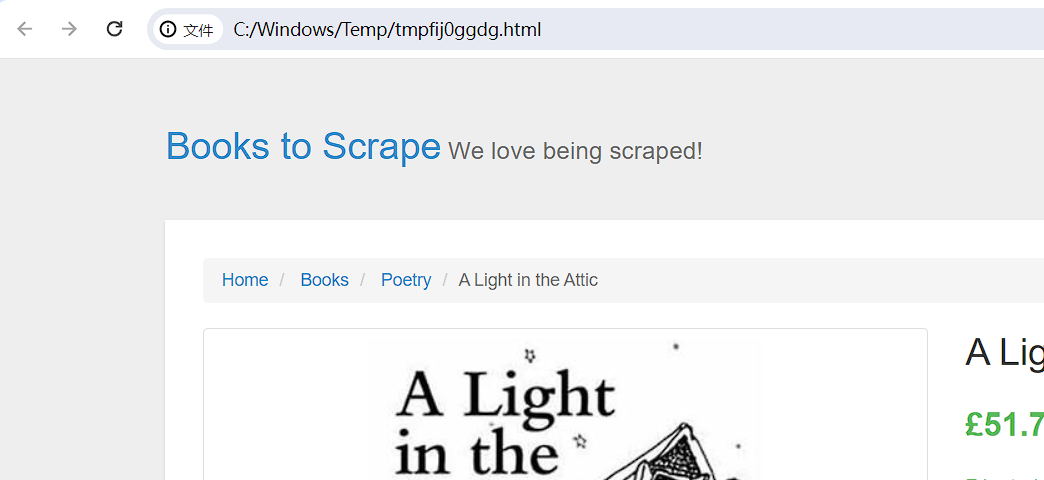 文件 C:/Windows/Temp/tmpfij0ggdg.html
Books to Scrape We love being scraped!
Home / Books / Poetry / A Light in the Attic
A Light
in the
A Lig
£51.7